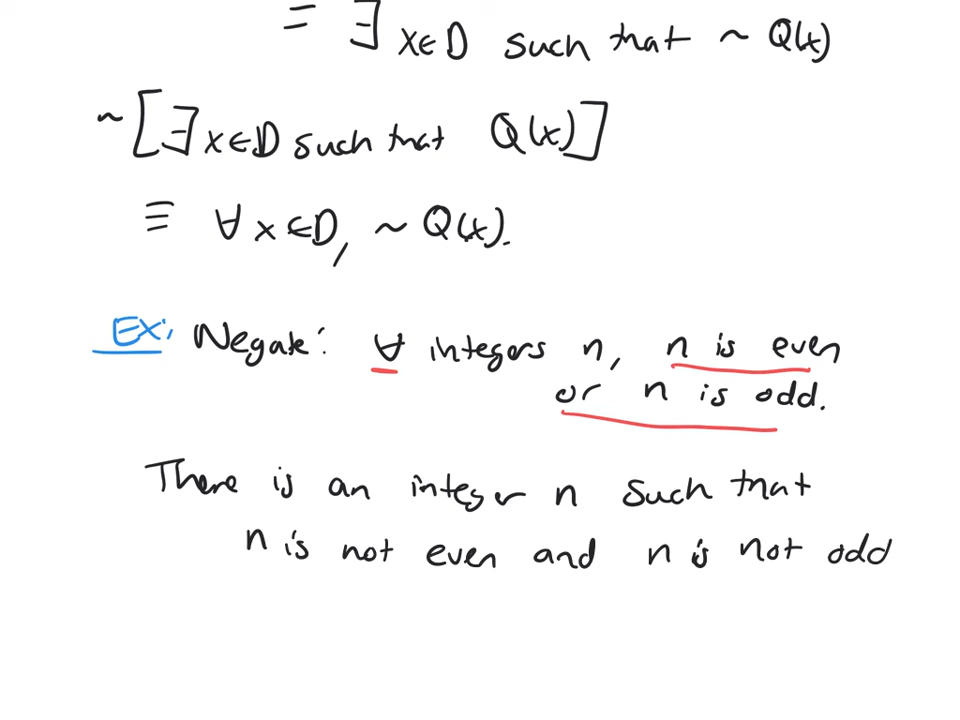 ≡ ∃ x∈D such that ~ Q(x)
~[∃ x∈D such that Q(x)]
≡ ∀ x∈D, ~ Q(x).
Ex: Negate: ∀ integers n, n is even
or n is odd.
There is an integer n such that
n is not even and n is not odd